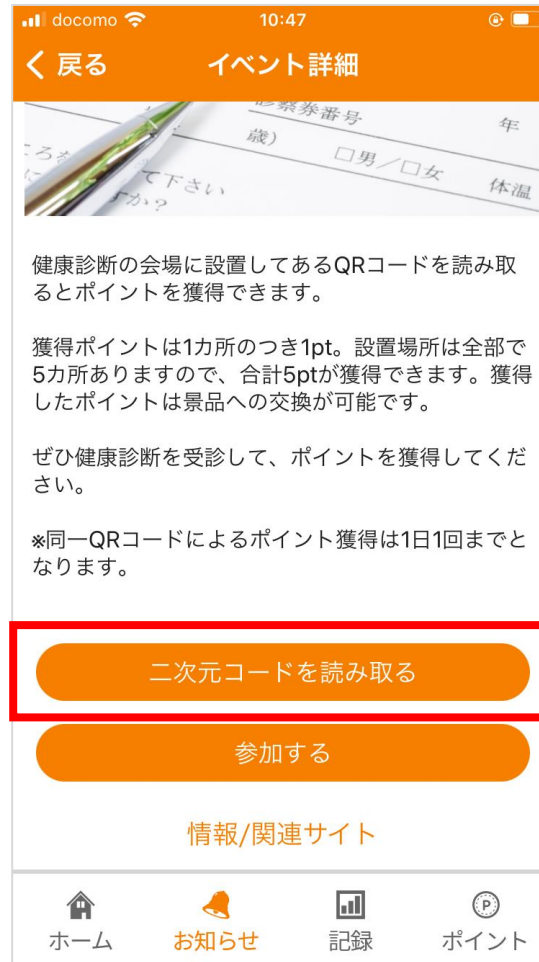 docomo 10:47
戻る イベント詳細
診察券番号 年
歳) □男/□女 体温
て下さい
すか?
健康診断の会場に設置してあるQRコードを読み取
るとポイントを獲得できます。
獲得ポイントは1カ所のつき1pt。設置場所は全部で
5カ所ありますので、合計5ptが獲得できます。獲得
したポイントは景品への交換が可能です。
ぜひ健康診断を受診して、ポイントを獲得してくだ
さい。
※同一QRコードによるポイント獲得は1日1回までと
なります。
二次元コードを読み取る
参加する
情報/関連サイト
ホーム お知らせ 記録 ポイント